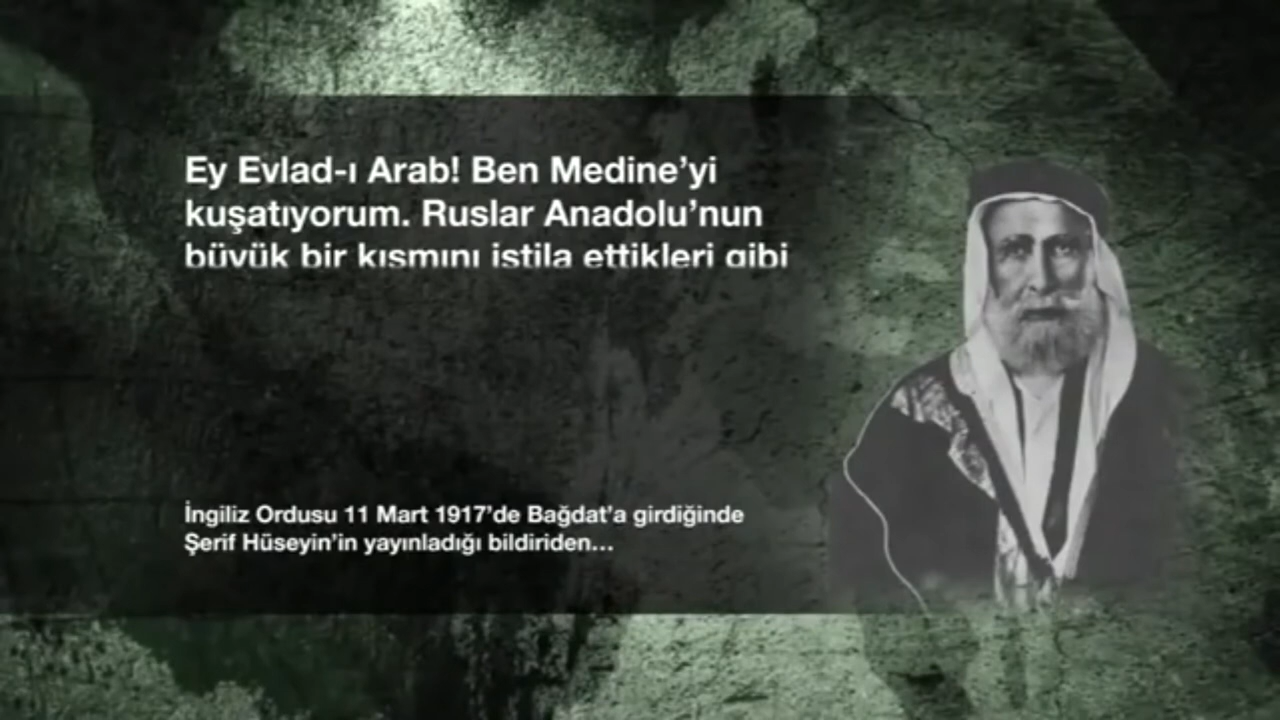 Ey Evlad-ı Arab! Ben Medine’yi
kuşatıyorum. Ruslar Anadolu’nun
büyük bir kısmını istila ettikleri gibi
İngiliz Ordusu 11 Mart 1917’de Bağdat’a girdiğinde
Şerif Hüseyin’in yayınladığı bildiriden...